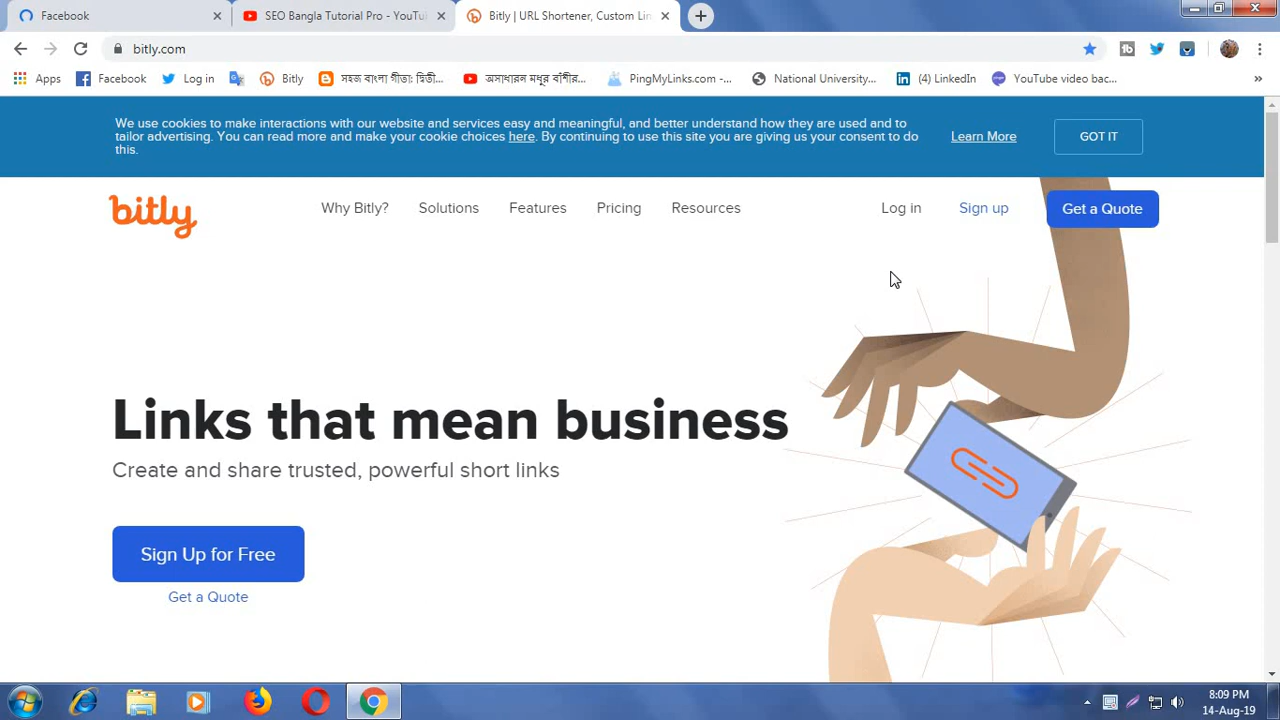 Facebook
SEO Bangla Tutorial Pro - YouTu
Bitly | URL Shortener, Custom Lin
bitly.com
Apps
Facebook
Log in
Bitly
সহজ বাংলা গীতা: দ্বিতী...
অসাধারল মধুর বাঁশীর...
PingMyLinks.com -...
National University,...
(4) LinkedIn
YouTube video bac...
We use cookies to make interactions with our website and services easy and meaningful, and better understand how they are used and to
tailor advertising. You can read more and make your cookie choices here. By continuing to use this site you are giving us your consent to do
this.
Learn More
GOT IT
bitly
Why Bitly?
Solutions
Features
Pricing
Resources
Log in
Sign up
Get a Quote
Links that mean business
Create and share trusted, powerful short links
Sign Up for Free
Get a Quote
8:09 PM
14-Aug-19